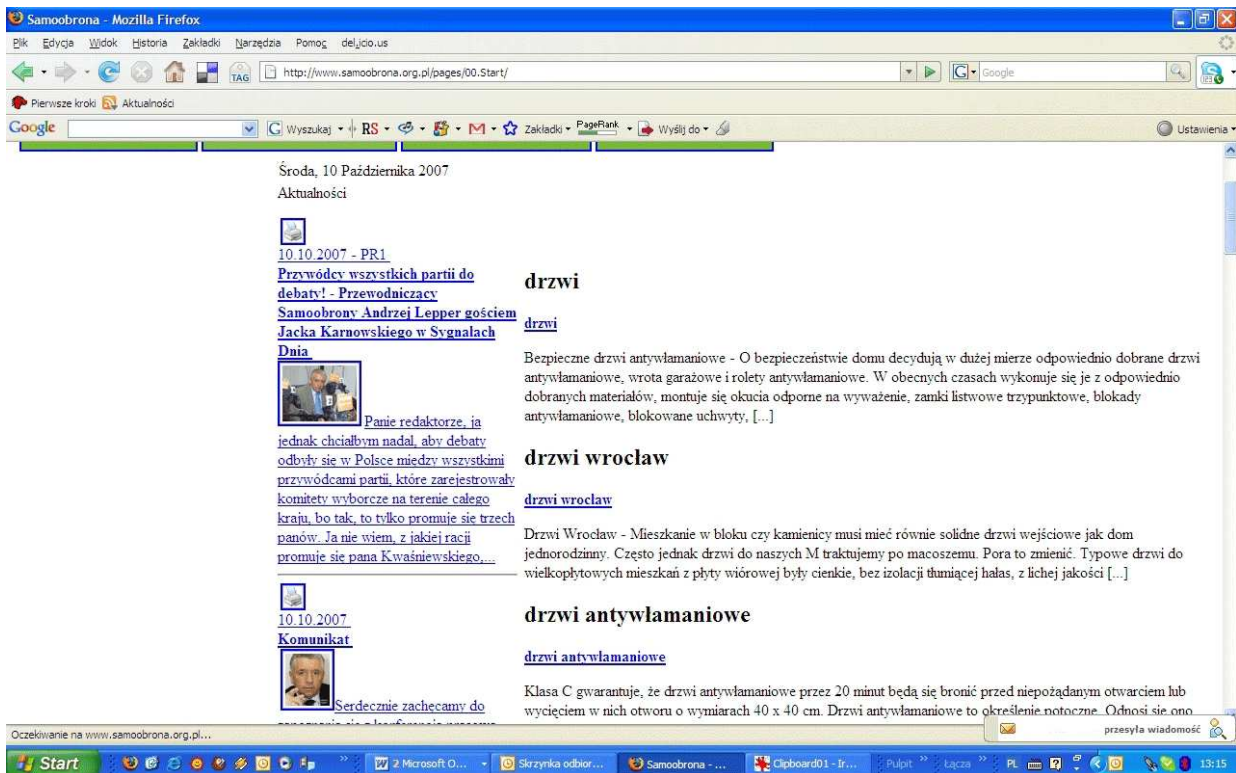 Samoobrona - Mozilla Firefox
Plik Edycja Widok Historia Zakładki Narzędzia Pomoc del.icio.us
TAG http://www.samoobrona.org.pl/pages/00.Start/ G Google
Pierwsze kroki Aktualności
Google G Wyszukaj RS Zakładki PageRank Wyślij do Ustawienia
Środa, 10 Października 2007
Aktualności
10.10.2007 - PR1
Przywódcy wszystkich partii do
debaty! - Przewodniczący
Samoobrony Andrzej Lepper gościem
Jacka Karnowskiego w Sygnałach
Dnia
Panie redaktorze, ja
jednak chciałbym nadal, aby debaty
odbyły się w Polsce między wszystkimi
przywódcami partii, które zarejestrowały
komitety wyborcze na terenie całego
kraju, bo tak, to tylko promuje się trzech
panów. Ja nie wiem, z jakiej racji
promuje się pana Kwaśniewskiego,...
10.10.2007
Komunikat
Serdecznie zachęcamy do
drzwi
drzwi
Bezpieczne drzwi antywłamaniowe - O bezpieczeństwie domu decydują w dużej mierze odpowiednio dobrane drzwi
antywłamaniowe, wrota garażowe i rolety antywłamaniowe. W obecnych czasach wykonuje się je z odpowiednio
dobranych materiałów, montuje się okucia odporne na wyważenie, zamki listwowe trzypunktowe, blokady
antywłamaniowe, blokowane uchwyty, [...]
drzwi wrocław
drzwi wrocław
Drzwi Wrocław - Mieszkanie w bloku czy kamienicy musi mieć równie solidne drzwi wejściowe jak dom
jednorodzinny. Często jednak drzwi do naszych M traktujemy po macoszemu. Pora to zmienić. Typowe drzwi do
wielkopłytowych mieszkań z płyty wiórowej były cienkie, bez izolacji tłumiącej hałas, z lichej jakości [...]
drzwi antywłamaniowe
drzwi antywłamaniowe
Klasa C gwarantuje, że drzwi antywłamaniowe przez 20 minut będą się bronić przed niepożądanym otwarciem lub
wycięciem w nich otworu o wymiarach 40 x 40 cm. Drzwi antywłamaniowe to określenie potoczne. Odnosi się ono
Oczekiwanie na www.samoobrona.org.pl...
przesyła wiadomość
Start 2 Microsoft O... Skrzynka odbior... Samoobrona - ... Clipboard01 - Ir... Pulpit Łącza PL 13:15